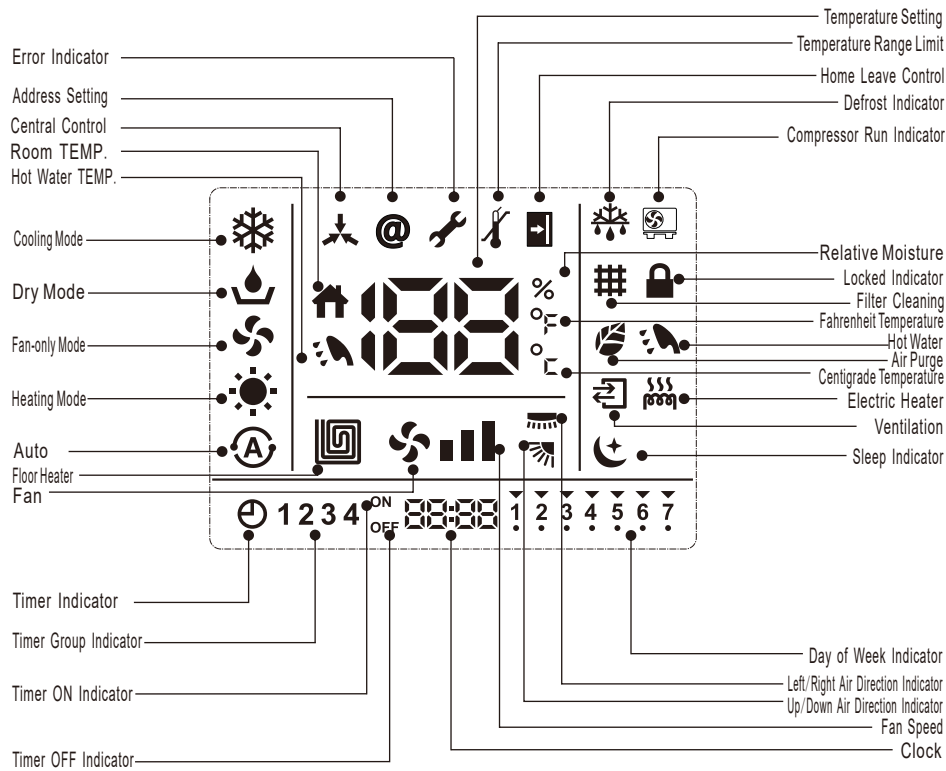 Temperature Setting
Temperature Range Limit
Error Indicator
Home Leave Control
Address Setting
Defrost Indicator
Central Control
Compressor Run Indicator
Room TEMP.
Hot Water TEMP.
@
Cooling Mode
Relative Moisture
Locked Indicator
Dry Mode
188
%
Filter Cleaning
°F
Fahrenheit Temperature
Fan-only Mode
Hot Water
Air Purge
°C
Centigrade Temperature
Heating Mode
Electric Heater
Ventilation
Auto
A
Sleep Indicator
Floor Heater
Fan
1 2 3 4
ON
OFF
88:88
1 2 3 4 5 6 7
Timer Indicator
Timer Group Indicator
Day of Week Indicator
Left/Right Air Direction Indicator
Timer ON Indicator
Up/Down Air Direction Indicator
Fan Speed
Clock
Timer OFF Indicator